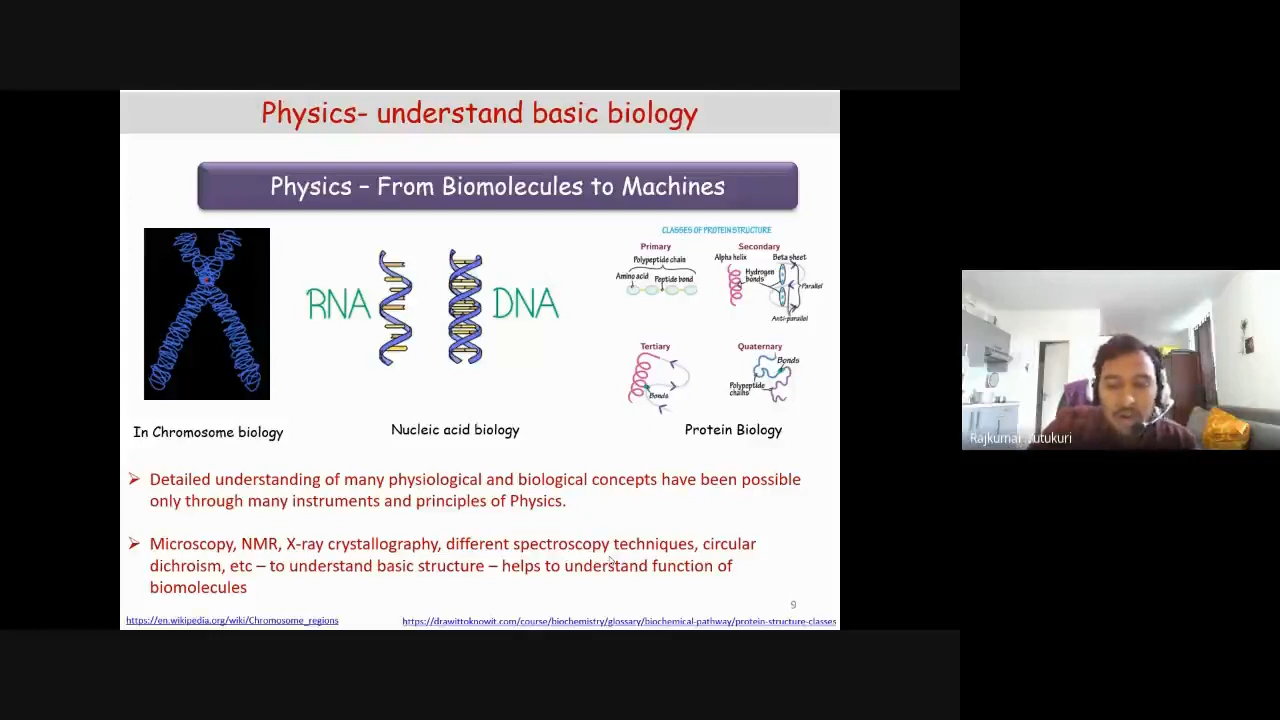 Physics- understand basic biology
Physics – From Biomolecules to Machines
CLASSES OF PROTEIN STRUCTURE
Primary
Polypeptide chain
Amino acid
Peptide bond
Secondary
Alpha helix
Beta sheet
Hydrogen
bonds
Parallel
Anti-parallel
RNA
DNA
Tertiary
Bonds
Quaternary
Bonds
Polypeptide
chains
In Chromosome biology
Nucleic acid biology
Protein Biology
Detailed understanding of many physiological and biological concepts have been possible
only through many instruments and principles of Physics.
Microscopy, NMR, X-ray crystallography, different spectroscopy techniques, circular
dichroism, etc – to understand basic structure – helps to understand function of
biomolecules
9
https://en.wikipedia.org/wiki/Chromosome_regions
https://drawittoknowit.com/course/biochemistry/glossary/biochemical-pathway/protein-structure-classes
Rajkumar